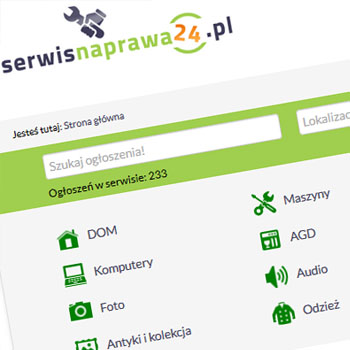 serwisnaprawa24.pl
Jesteś tutaj: Strona główna
Szukaj ogłoszenia!
Lokalizac
Ogłoszeń w serwisie: 233
DOM
Maszyny
Komputery
AGD
Foto
Audio
Antyki i kolekcja
Odzież